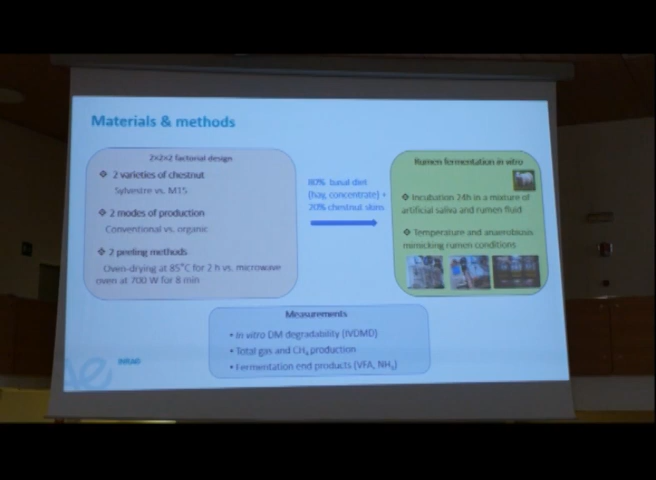 Materials & methods
2×2×2 factorial design
❖ 2 varieties of chestnut
Sylvestre vs. M15
❖ 2 modes of production
Conventional vs. organic
❖ 2 peeling methods
Oven-drying at 85°C for 2 h vs. microwave
oven at 700 W for 8 min
80% basal diet
(hay, concentrate) +
20% chestnut skins
Rumen fermentation in vitro
❖ Incubation 24h in a mixture of
artificial saliva and rumen fluid
❖ Temperature and anaerobiosis
mimicking rumen conditions
Measurements
• In vitro DM degradability (IVDMD)
• Total gas and CH₄ production
• Fermentation end products (VFA, NH₃)
INRAE